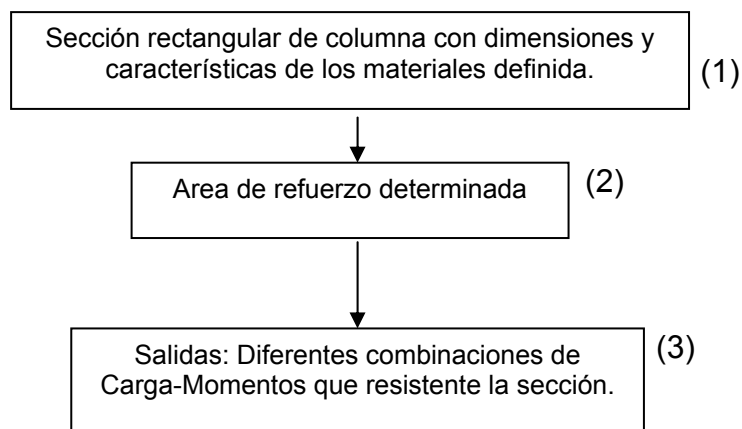 Sección rectangular de columna con dimensiones y
características de los materiales definida.
(1)
Area de refuerzo determinada
(2)
Salidas: Diferentes combinaciones de
Carga-Momentos que resistente la sección.
(3)